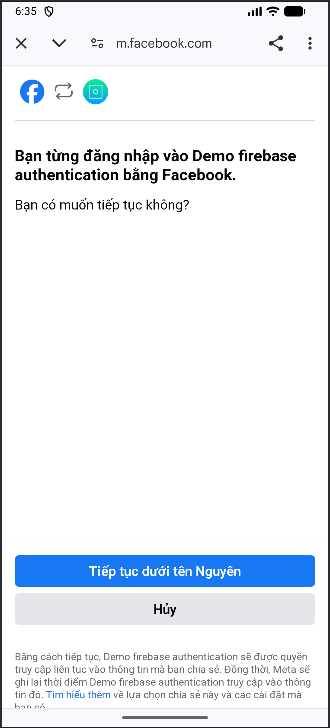 6:35
m.facebook.com
Bạn từng đăng nhập vào Demo firebase
authentication bằng Facebook.
Bạn có muốn tiếp tục không?
Tiếp tục dưới tên Nguyên
Hủy
Bằng cách tiếp tục, Demo firebase authentication sẽ được quyền
truy cập liên tục vào thông tin mà bạn chia sẻ. Đồng thời, Meta sẽ
ghi lại thời điểm Demo firebase authentication truy cập vào thông
tin đó. Tìm hiểu thêm về lựa chọn chia sẻ này và các cài đặt mà
bạn có